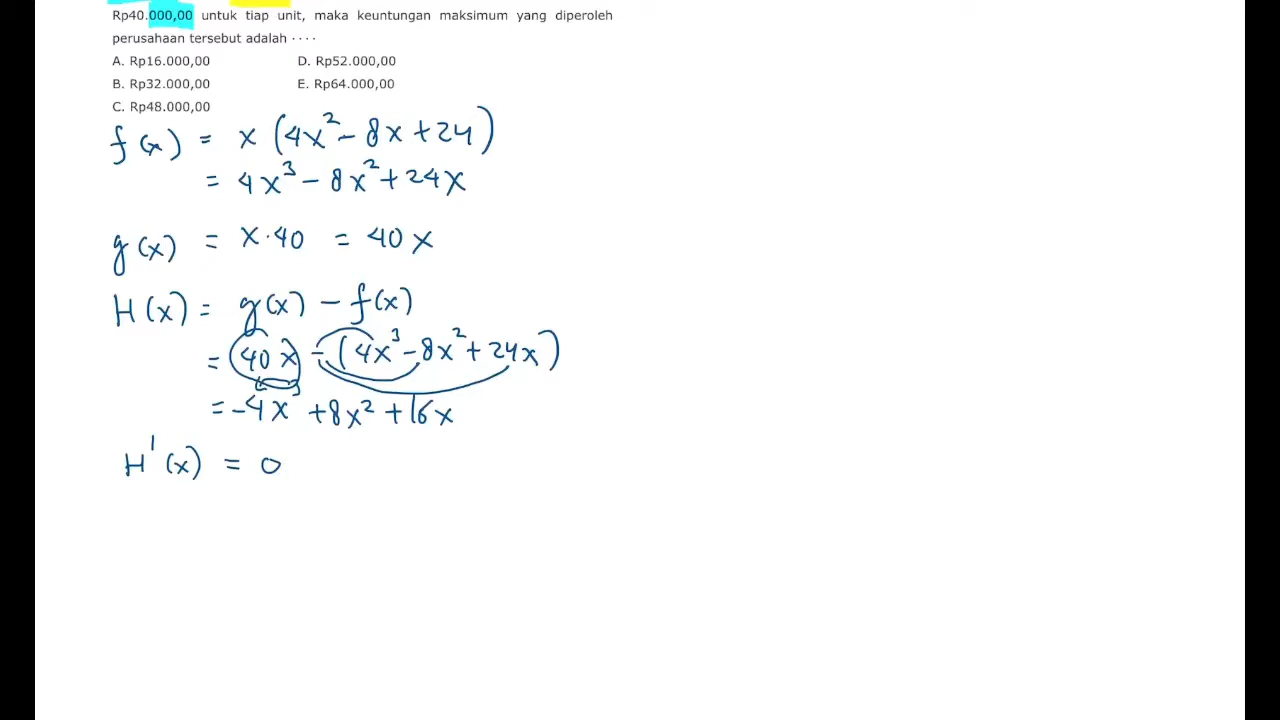 Rp40.000,00 untuk tiap unit, maka keuntungan maksimum yang diperoleh
perusahaan tersebut adalah ····
A. Rp16.000,00 D. Rp52.000,00
B. Rp32.000,00 E. Rp64.000,00
C. Rp48.000,00
f(x) = x (4x² - 8x + 24)
= 4x³ - 8x² + 24x
g(x) = x · 40 = 40x
H(x) = g(x) - f(x)
= (40x) - (4x³ - 8x² + 24x)
= -4x³ + 8x² + 16x
H'(x) = 0